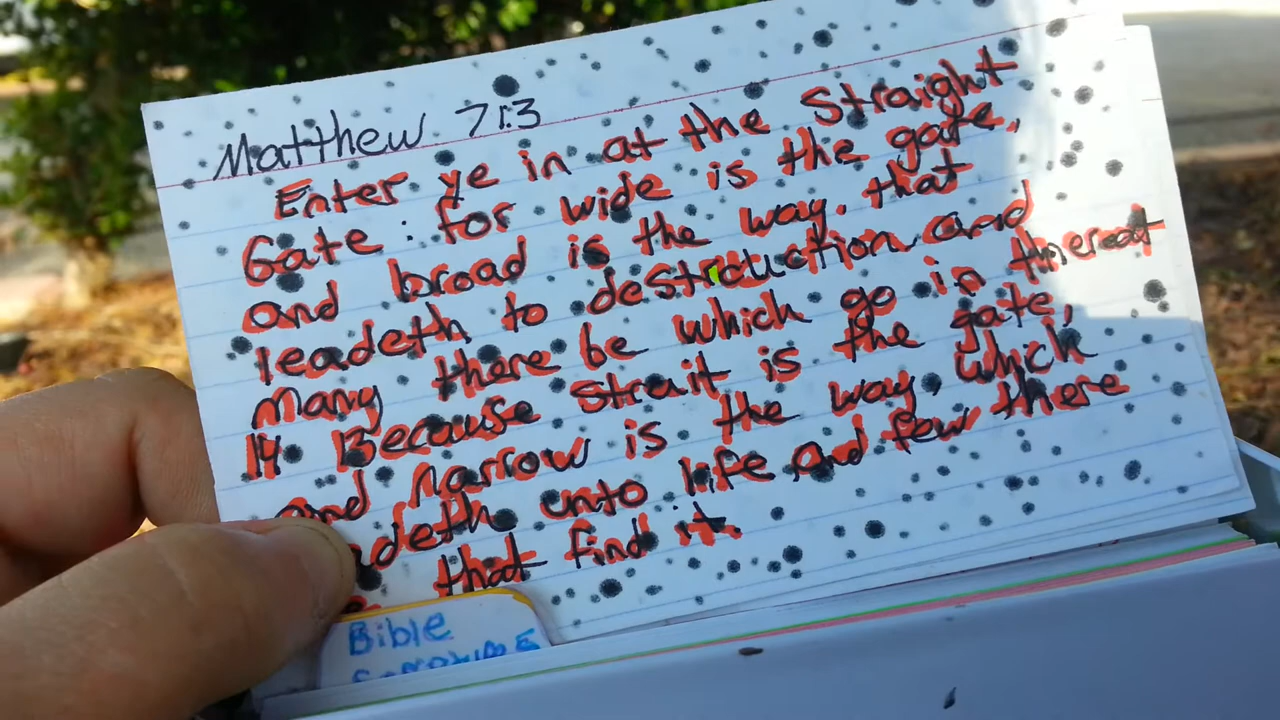 Matthew 7:13
Enter ye in at the Straight
Gate: for wide is the gate,
and broad is the way, that
leadeth to destruction and
Many there be which go in thereat
14 Because strait is the gate,
and narrow is the way, which
deth unto life and few there
that find it
Bible